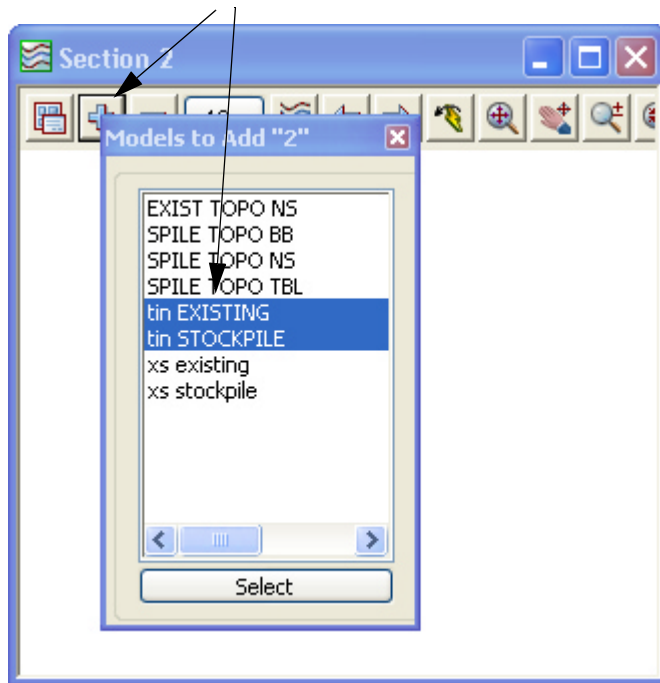 Section 2
Models to Add "2"
EXIST TOPO NS
SPILE TOPO BB
SPILE TOPO NS
SPILE TOPO TBL
tin EXISTING
tin STOCKPILE
xs existing
xs stockpile
Select